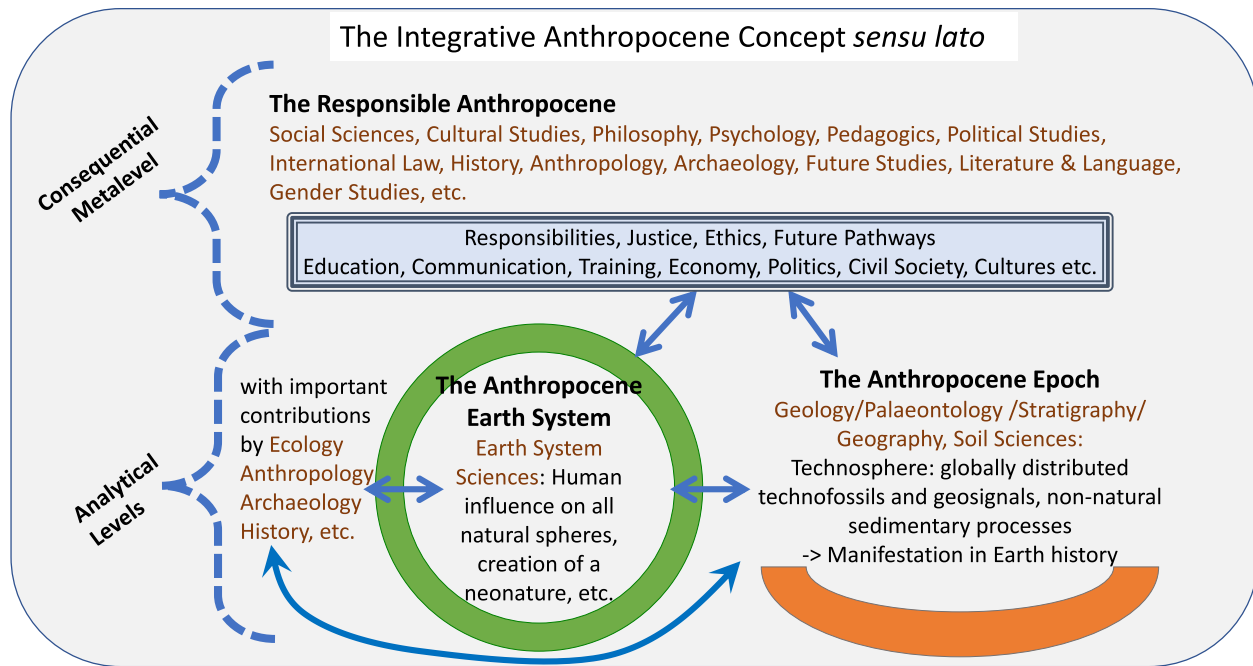 The Integrative Anthropocene Concept sensu lato
Consequential
Metalevel
The Responsible Anthropocene
Social Sciences, Cultural Studies, Philosophy, Psychology, Pedagogics, Political Studies,
International Law, History, Anthropology, Archaeology, Future Studies, Literature & Language,
Gender Studies, etc.
Responsibilities, Justice, Ethics, Future Pathways
Education, Communication, Training, Economy, Politics, Civil Society, Cultures etc.
Analytical
Levels
with important
contributions
by Ecology
Anthropology
Archaeology
History, etc.
The Anthropocene
Earth System
Earth System
Sciences: Human
influence on all
natural spheres,
creation of a
neonature, etc.
The Anthropocene Epoch
Geology/Palaeontology /Stratigraphy/
Geography, Soil Sciences:
Technosphere: globally distributed
technofossils and geosignals, non-natural
sedimentary processes
-> Manifestation in Earth history